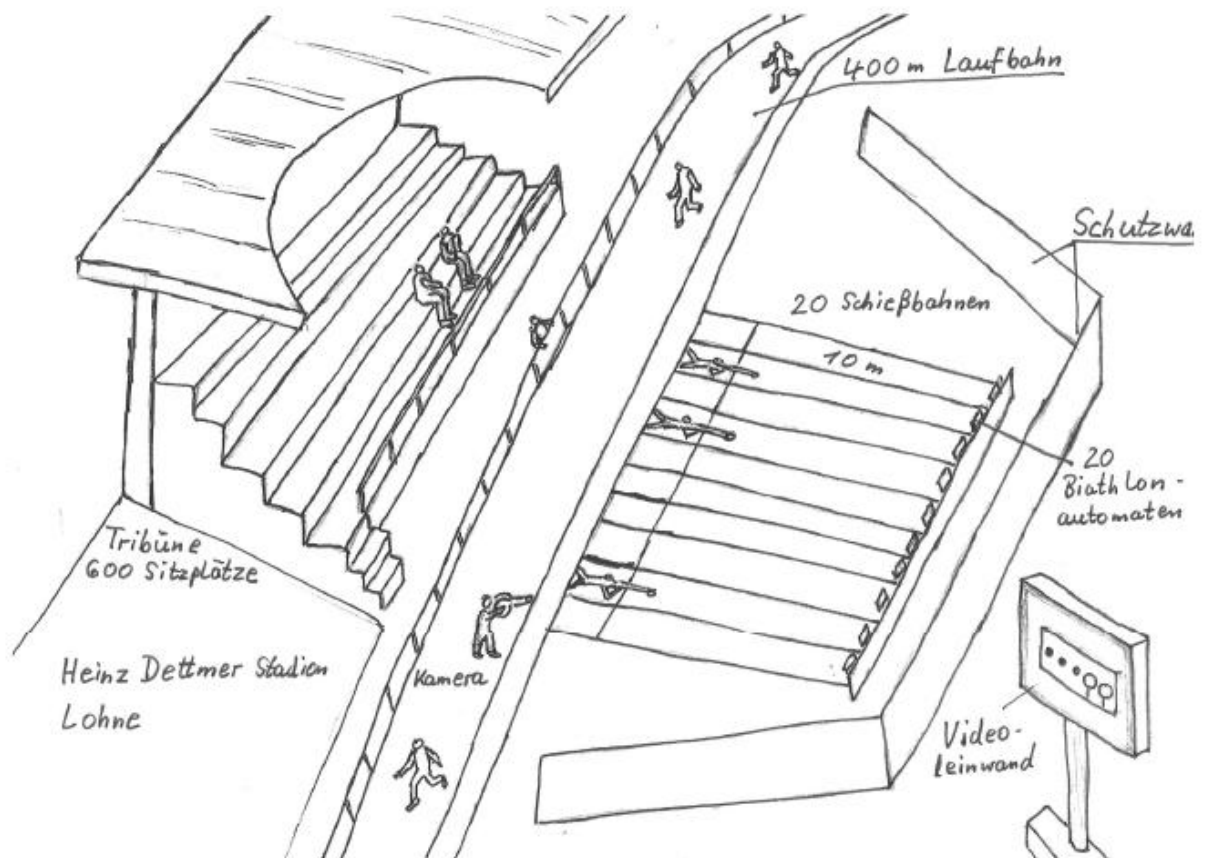 400 m Laufbahn
Schutzwa
20 Schießbahnen
10 m
20
Biathlon-
automaten
Tribüne
600 Sitzplätze
Heinz Dettmer Stadion
Lohne
Kamera
Video-
leinwand